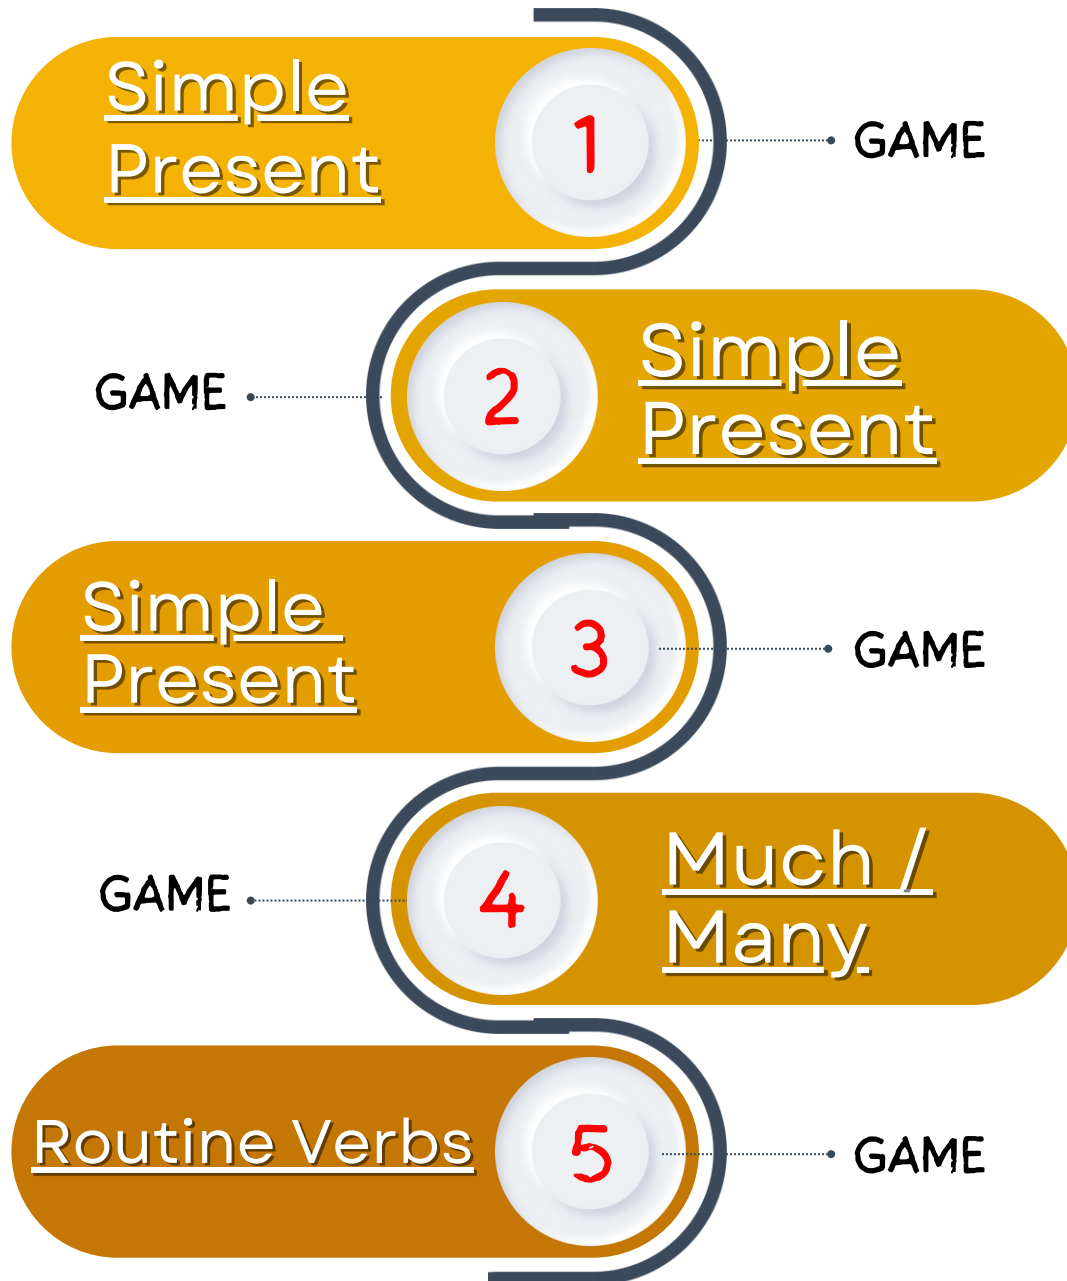 Simple
Present
1
GAME
GAME
2
Simple
Present
Simple
Present
3
GAME
GAME
4
Much /
Many
Routine Verbs
5
GAME